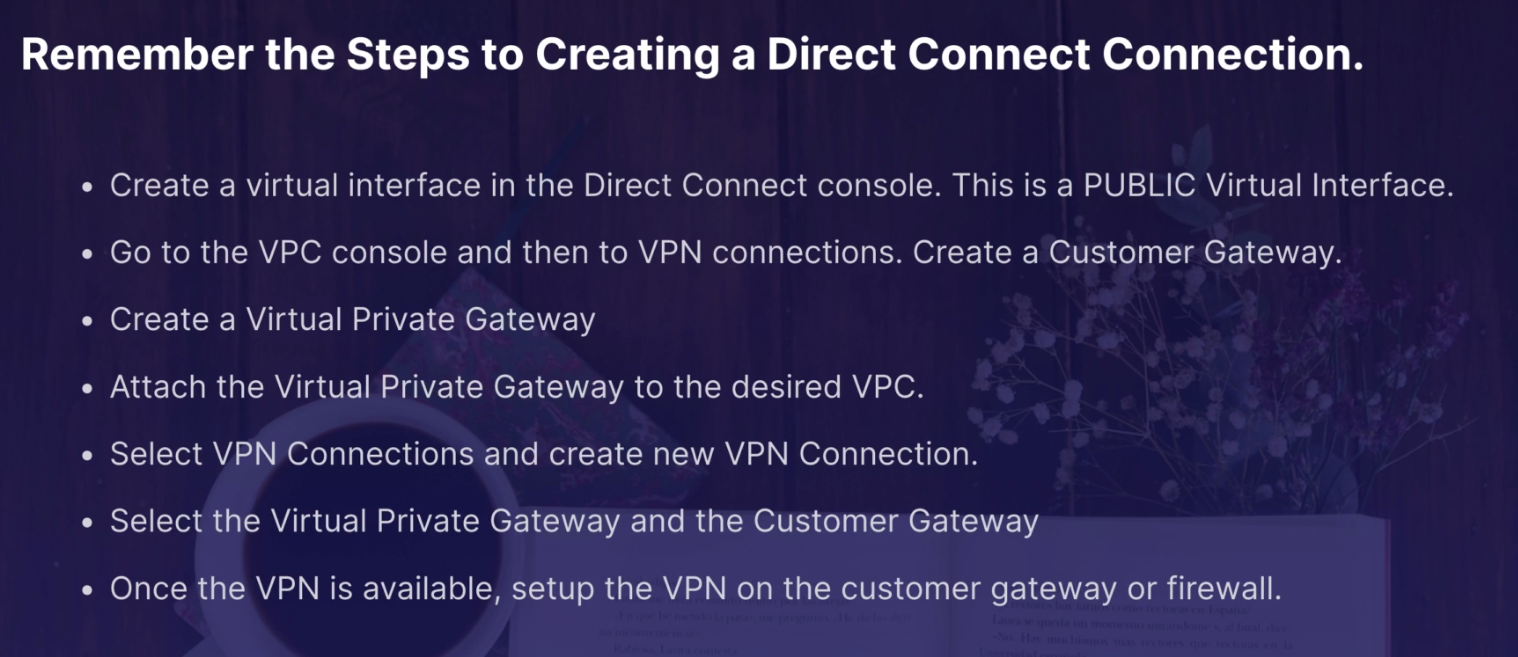 Remember the Steps to Creating a Direct Connect Connection.
• Create a virtual interface in the Direct Connect console. This is a PUBLIC Virtual Interface.
• Go to the VPC console and then to VPN connections. Create a Customer Gateway.
• Create a Virtual Private Gateway
• Attach the Virtual Private Gateway to the desired VPC.
• Select VPN Connections and create new VPN Connection.
• Select the Virtual Private Gateway and the Customer Gateway
• Once the VPN is available, setup the VPN on the customer gateway or firewall.